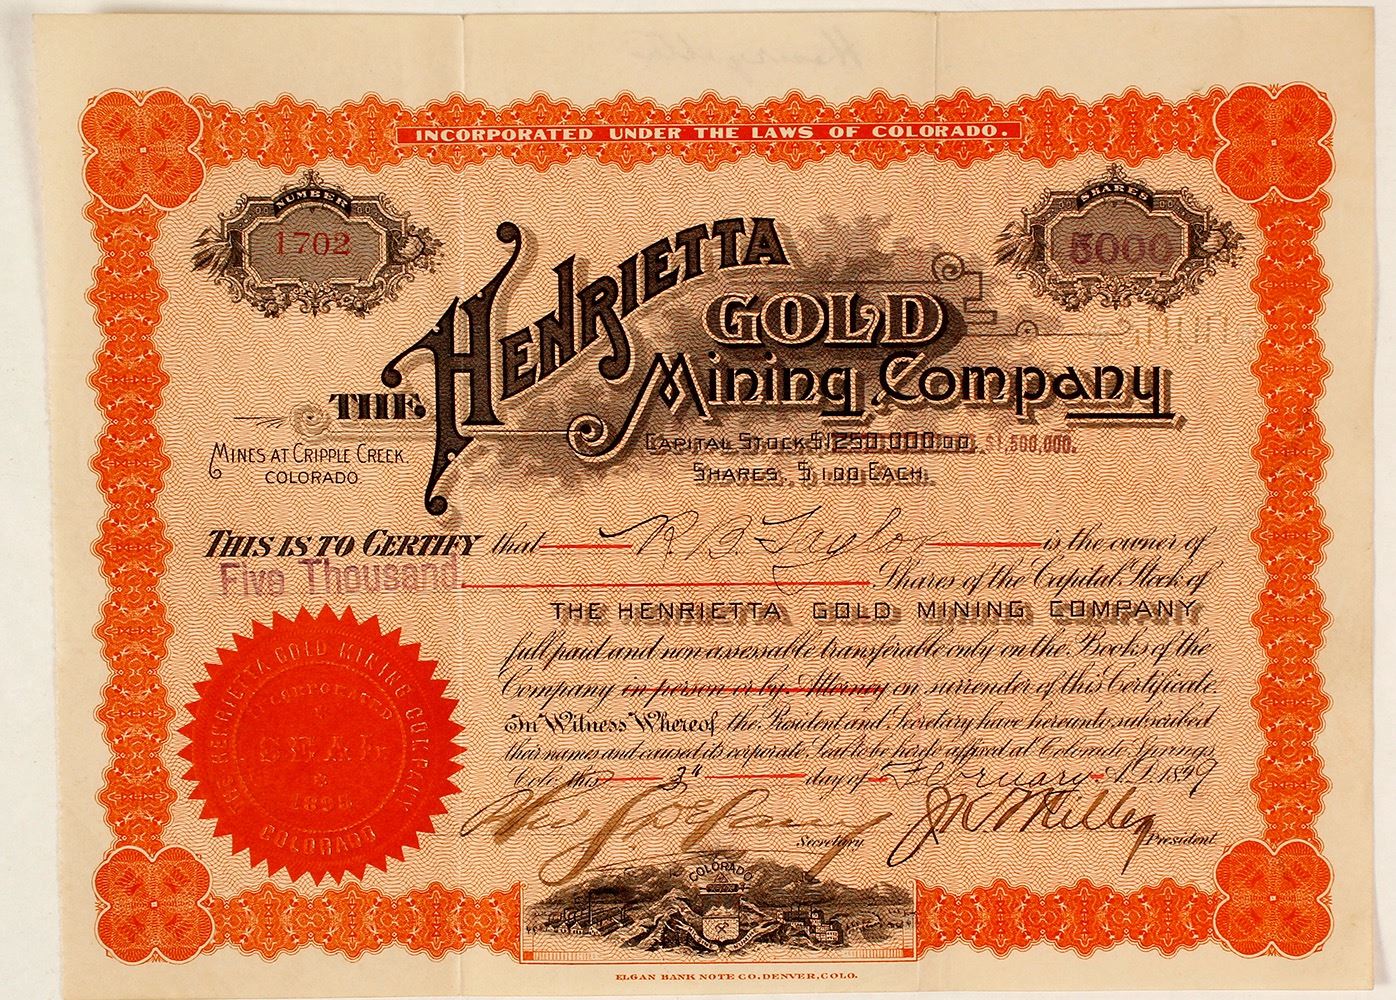 INCORPORATED UNDER THE LAWS OF COLORADO.
NUMBER
1702
SHARES
5000
THE HENRIETTA
GOLD
Mining Company
MINES AT CRIPPLE CREEK.
COLORADO
CAPITAL STOCK $1250,000.00. $1,500,000.
SHARES, $1.00 EACH.
THIS IS TO CERTIFY that R B Taylor is the owner of
Five Thousand. Shares of the Capital Stock of
THE HENRIETTA GOLD MINING COMPANY
full paid and non assessable transferable only on the Books of the
Company in person or by Attorney on surrender of this Certificate.
In Witness Whereof the President and Secretary have hereunto subscribed
their names and caused its corporate Seal to be hereto affixed at Colorado Springs,
Colo. this 3" day of February A.D. 1899
J. K. Miller
Secretary
President
THE HENRIETTA GOLD MINING COMPANY
INCORPORATED
SEAL
COLORADO
COLORADO
ELGAN BANK NOTE CO. DENVER, COLO.